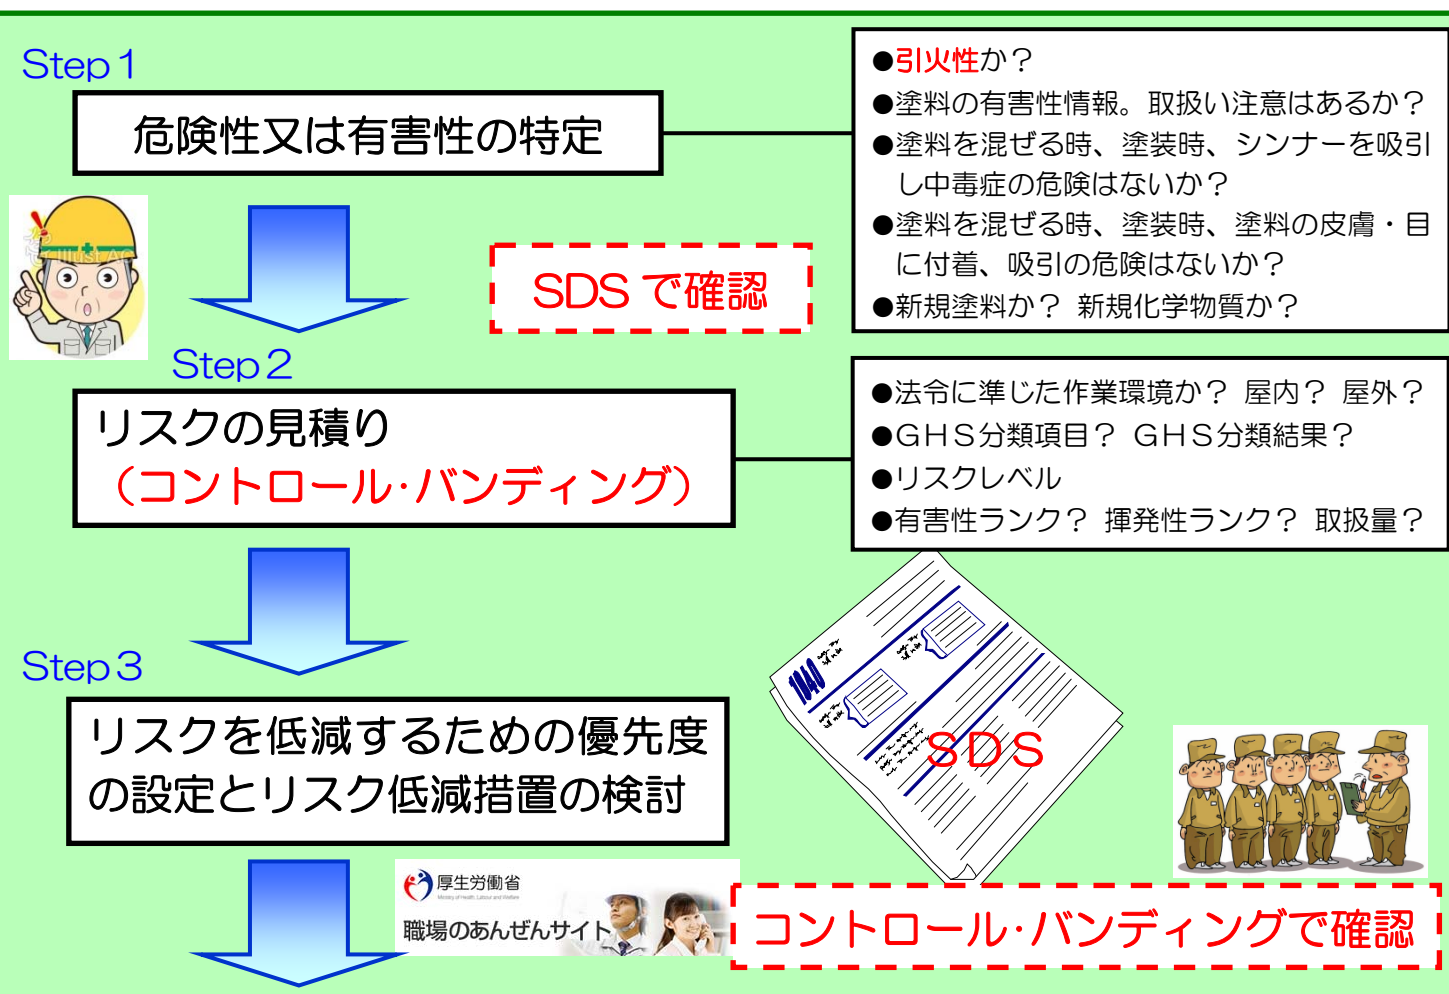 Step1
危険性又は有害性の特定
●引火性か？
●塗料の有害性情報。取扱い注意はあるか？
●塗料を混ぜる時、塗装時、シンナーを吸引
し中毒症の危険はないか？
●塗料を混ぜる時、塗装時、塗料の皮膚・目
に付着、吸引の危険はないか？
●新規塗料か？ 新規化学物質か？
SDSで確認
Step2
リスクの見積り
（コントロール･バンディング）
●法令に準じた作業環境か？ 屋内？ 屋外？
●ＧＨＳ分類項目？ ＧＨＳ分類結果？
●リスクレベル
●有害性ランク？ 揮発性ランク？ 取扱量？
Step3
リスクを低減するための優先度
の設定とリスク低減措置の検討
1040
SDS
厚生労働省
Ministry of Health, Labour and Welfare
職場のあんぜんサイト
コントロール･バンディングで確認